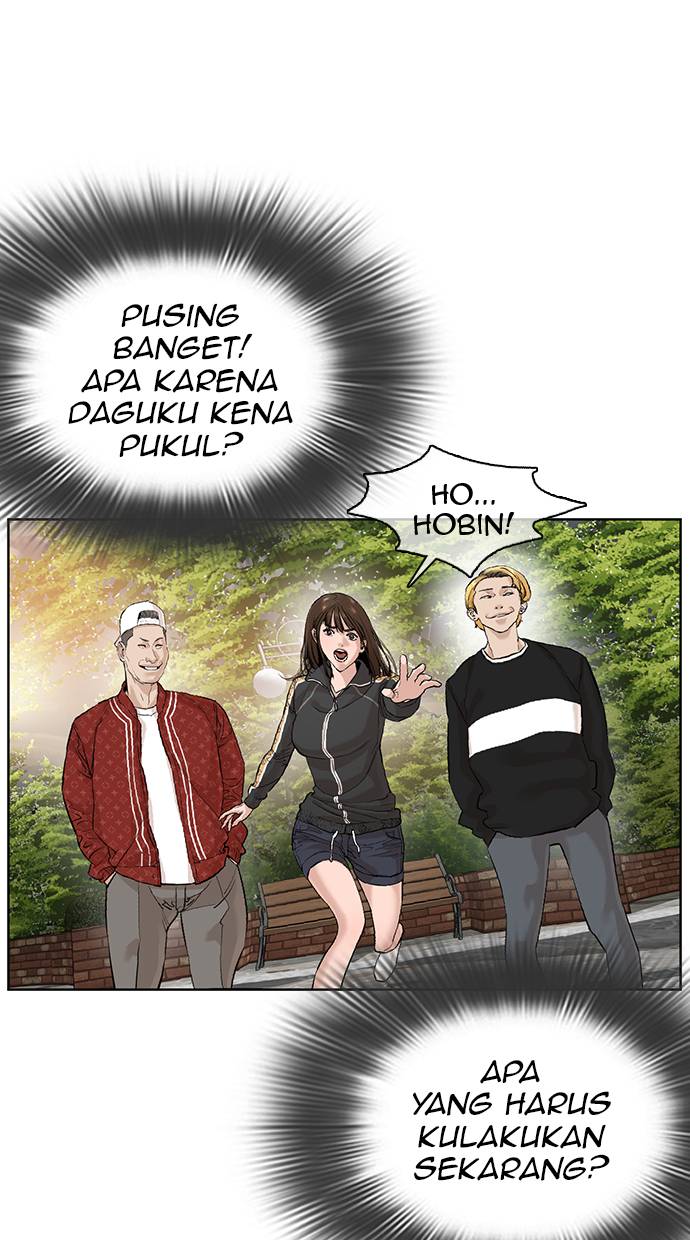 PUSING
BANGET!
APA KARENA
DAGUKU KENA
PUKUL?
HO...
HOBIN!
APA
YANG HARUS
KULAKUKAN
SEKARANG?